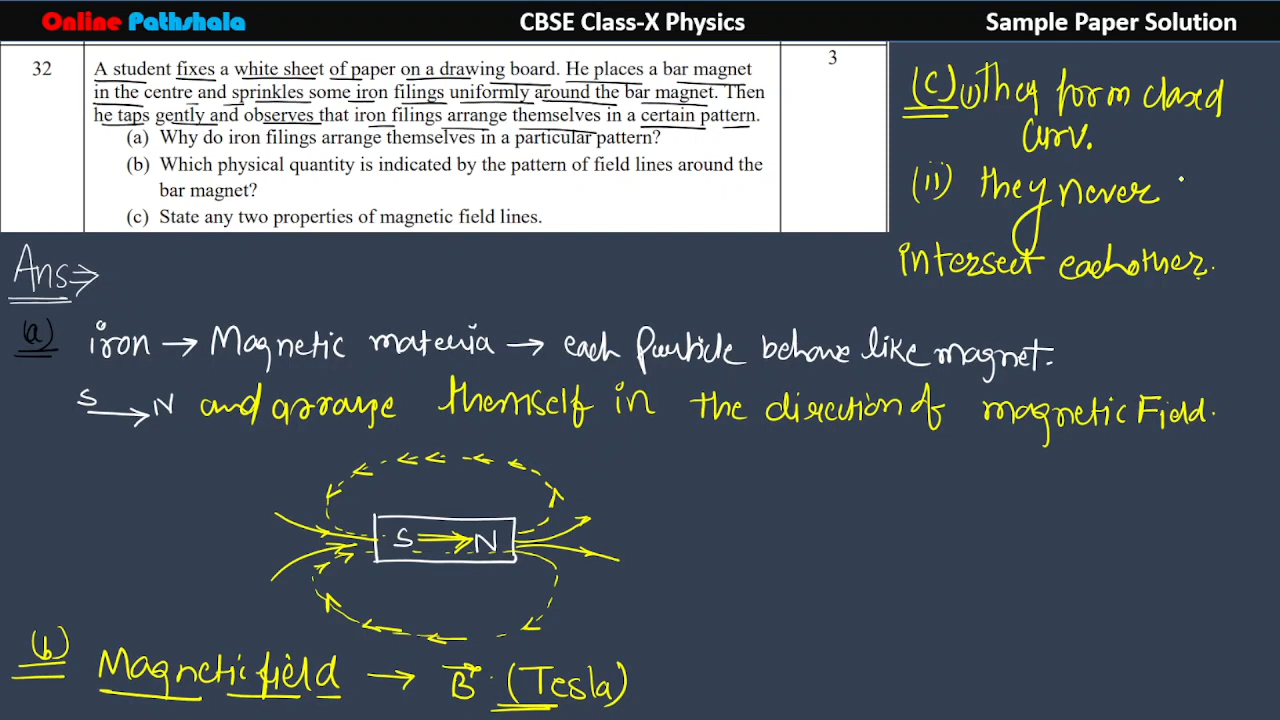 Online Pathshala
CBSE Class-X Physics
Sample Paper Solution
32
A student fixes a white sheet of paper on a drawing board. He places a bar magnet
in the centre and sprinkles some iron filings uniformly around the bar magnet. Then
he taps gently and observes that iron filings arrange themselves in a certain pattern.
(a) Why do iron filings arrange themselves in a particular pattern?
(b) Which physical quantity is indicated by the pattern of field lines around the
bar magnet?
(c) State any two properties of magnetic field lines.
3
(c) (i) They form closed
curv.
(ii) they never
intersect eachother.
Ans ⇒
(a) iron → Magnetic materia → each Particle behave like magnet.
S → N and arrange themself in the direction of magnetic Field.
S → N
(b) Magnetic field → B⃗. (Tesla)